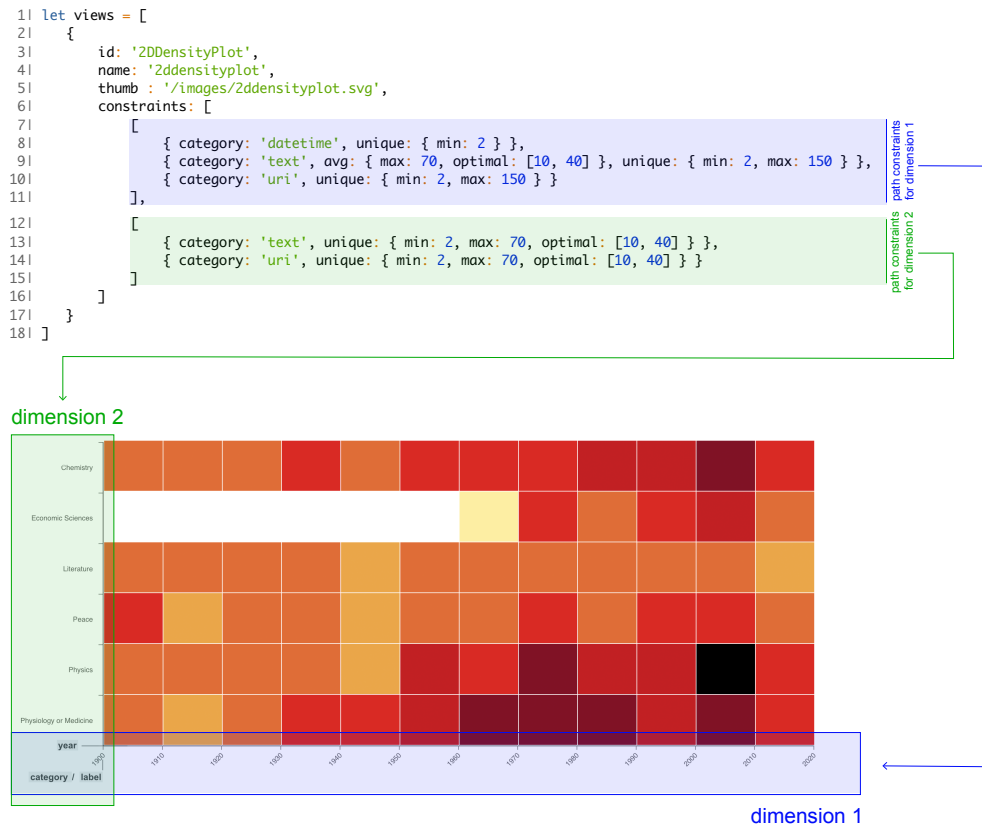 1| let views = [
2| {
3| id: '2DDensityPlot',
4| name: '2ddensityplot',
5| thumb : '/images/2ddensityplot.svg',
6| constraints: [
7| [
8| { category: 'datetime', unique: { min: 2 } },
9| { category: 'text', avg: { max: 70, optimal: [10, 40] }, unique: { min: 2, max: 150 } },
10| { category: 'uri', unique: { min: 2, max: 150 } }
11| ],
path constraints
for dimension 1
12| [
13| { category: 'text', unique: { min: 2, max: 70, optimal: [10, 40] } },
14| { category: 'uri', unique: { min: 2, max: 70, optimal: [10, 40] } }
15| ]
path constraints
for dimension 2
16| ]
17| }
18| ]
dimension 2
Chemistry
Economic Sciences
Literature
Peace
Physics
Physiology or Medicine
year
1900 1910 1920 1930 1940 1950 1960 1970 1980 1990 2000 2010 2020
category / label
dimension 1